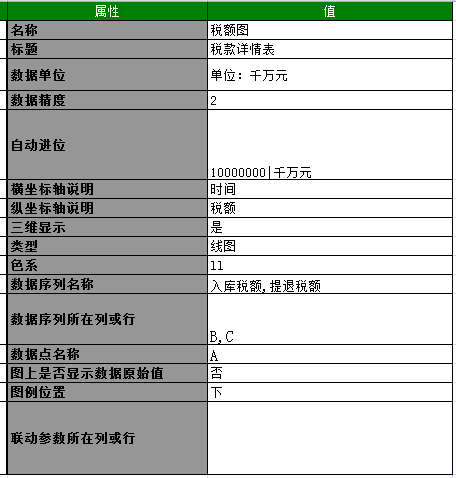 属性 值
名称 税额图
标题 税款详情表
数据单位 单位：千万元
数据精度 2
自动进位 10000000|千万元
横坐标轴说明 时间
纵坐标轴说明 税额
三维显示 是
类型 线图
色系 11
数据序列名称 入库税额,提退税额
数据序列所在列或行 B,C
数据点名称 A
图上是否显示数据原始值 否
图例位置 下
联动参数所在列或行